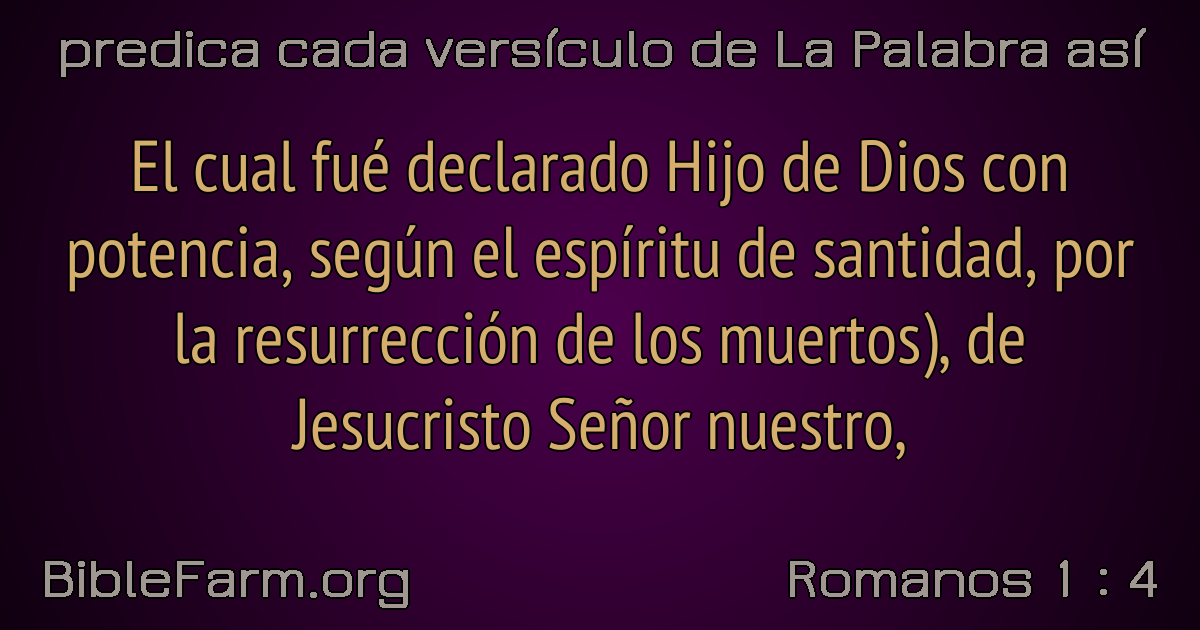 predica cada versículo de La Palabra así
El cual fué declarado Hijo de Dios con
potencia, según el espíritu de santidad, por
la resurrección de los muertos), de
Jesucristo Señor nuestro,
BibleFarm.org
Romanos 1 : 4